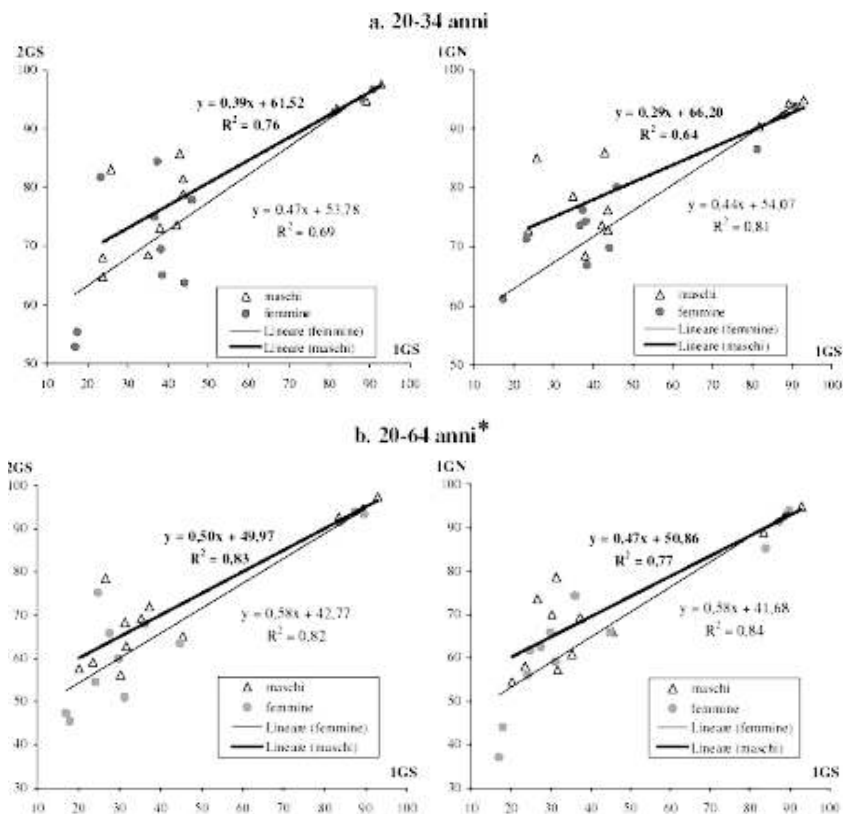 a. 20-34 anni
2GS
100
90
80
70
60
50
10 20 30 40 50 60 70 80 90 100
y = 0,39x + 61,52
R² = 0,76
y = 0,47x + 53,78
R² = 0,69
maschi
femmine
Lineare (femmine)
Lineare (maschi)
1GS
1GN
100
90
80
70
60
50
10 20 30 40 50 60 70 80 90 100
y = 0,29x + 66,20
R² = 0,64
y = 0,44x + 54,07
R² = 0,81
maschi
femmine
Lineare (femmine)
Lineare (maschi)
1GS
b. 20-64 anni*
2GS
100
90
80
70
60
50
40
30
10 20 30 40 50 60 70 80 90 100
y = 0,50x + 49,97
R² = 0,83
y = 0,58x + 42,77
R² = 0,82
maschi
femmine
Lineare (femmine)
Lineare (maschi)
1GS
1GN
100
90
80
70
60
50
40
30
10 20 30 40 50 60 70 80 90 100
y = 0,47x + 50,86
R² = 0,77
y = 0,58x + 41,68
R² = 0,84
maschi
femmine
Lineare (femmine)
Lineare (maschi)
1GS